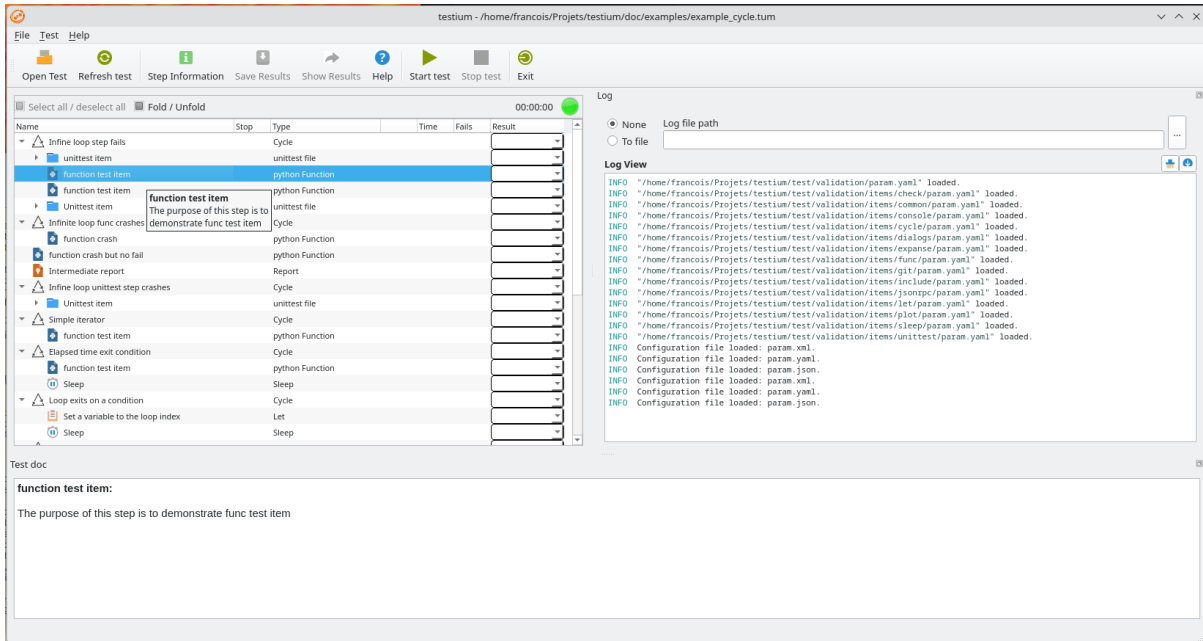 testium - /home/francois/Projets/testium/doc/examples/example_cycle.tum
File Test Help
Open Test Refresh test Step Information Save Results Show Results Help Start test Stop test Exit
Select all / deselect all Fold / Unfold 00:00:00
Name Stop Type Time Fails Result
Infine loop step fails Cycle
unittest item unittest file
function test item python Function
function test item python Function
Unittest item unittest file
Infinite loop func crashes Cycle
function crash python Function
function crash but no fail python Function
Intermediate report Report
Infine loop unittest step crashes Cycle
Unittest item unittest file
Simple iterator Cycle
function test item python Function
Elapsed time exit condition Cycle
function test item python Function
Sleep Sleep
Loop exits on a condition Cycle
Set a variable to the loop index Let
Sleep Sleep
function test item
The purpose of this step is to
demonstrate func test item
Log
None Log file path
To file ...
Log View
INFO "/home/francois/Projets/testium/test/validation/param.yaml" loaded.
INFO "/home/francois/Projets/testium/test/validation/items/check/param.yaml" loaded.
INFO "/home/francois/Projets/testium/test/validation/items/common/param.yaml" loaded.
INFO "/home/francois/Projets/testium/test/validation/items/console/param.yaml" loaded.
INFO "/home/francois/Projets/testium/test/validation/items/cycle/param.yaml" loaded.
INFO "/home/francois/Projets/testium/test/validation/items/dialogs/param.yaml" loaded.
INFO "/home/francois/Projets/testium/test/validation/items/expanse/param.yaml" loaded.
INFO "/home/francois/Projets/testium/test/validation/items/func/param.yaml" loaded.
INFO "/home/francois/Projets/testium/test/validation/items/git/param.yaml" loaded.
INFO "/home/francois/Projets/testium/test/validation/items/include/param.yaml" loaded.
INFO "/home/francois/Projets/testium/test/validation/items/jsonrpc/param.yaml" loaded.
INFO "/home/francois/Projets/testium/test/validation/items/let/param.yaml" loaded.
INFO "/home/francois/Projets/testium/test/validation/items/plot/param.yaml" loaded.
INFO "/home/francois/Projets/testium/test/validation/items/sleep/param.yaml" loaded.
INFO "/home/francois/Projets/testium/test/validation/items/unittest/param.yaml" loaded.
INFO Configuration file loaded: param.xml.
INFO Configuration file loaded: param.yaml.
INFO Configuration file loaded: param.json.
INFO Configuration file loaded: param.xml.
INFO Configuration file loaded: param.yaml.
INFO Configuration file loaded: param.json.
Test doc
function test item:
The purpose of this step is to demonstrate func test item